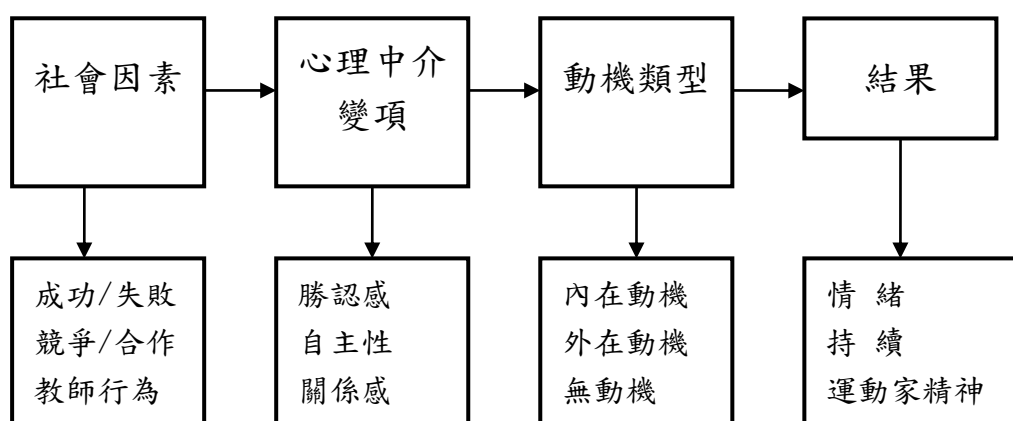 社會因素
心理中介
變項
動機類型
結果
成功/失敗
競爭/合作
教師行為
勝認感
自主性
關係感
內在動機
外在動機
無動機
情 緒
持 續
運動家精神